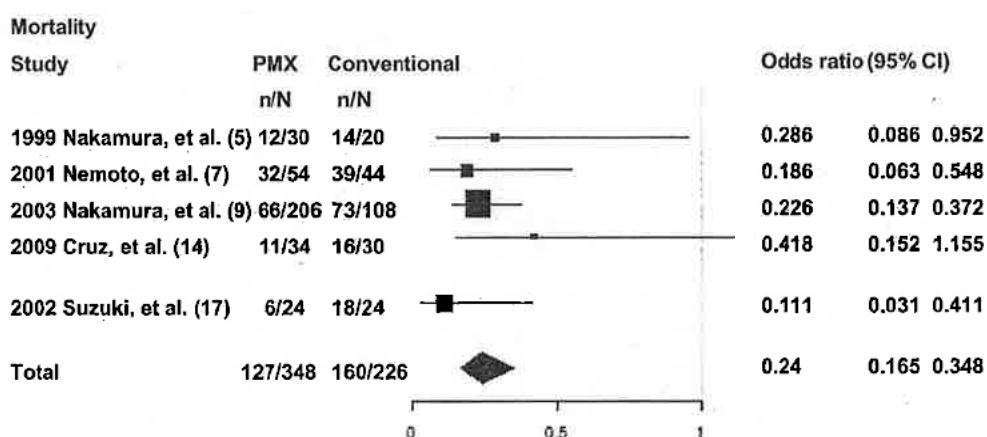 Mortality
Study PMX Conventional Odds ratio (95% CI)
n/N n/N
1999 Nakamura, et al. (5) 12/30 14/20 0.286 0.086 0.952
2001 Nemoto, et al. (7) 32/54 39/44 0.186 0.063 0.548
2003 Nakamura, et al. (9) 66/206 73/108 0.226 0.137 0.372
2009 Cruz, et al. (14) 11/34 16/30 0.418 0.152 1.155
2002 Suzuki, et al. (17) 6/24 18/24 0.111 0.031 0.411
Total 127/348 160/226 0.24 0.165 0.348
0 0.5 1